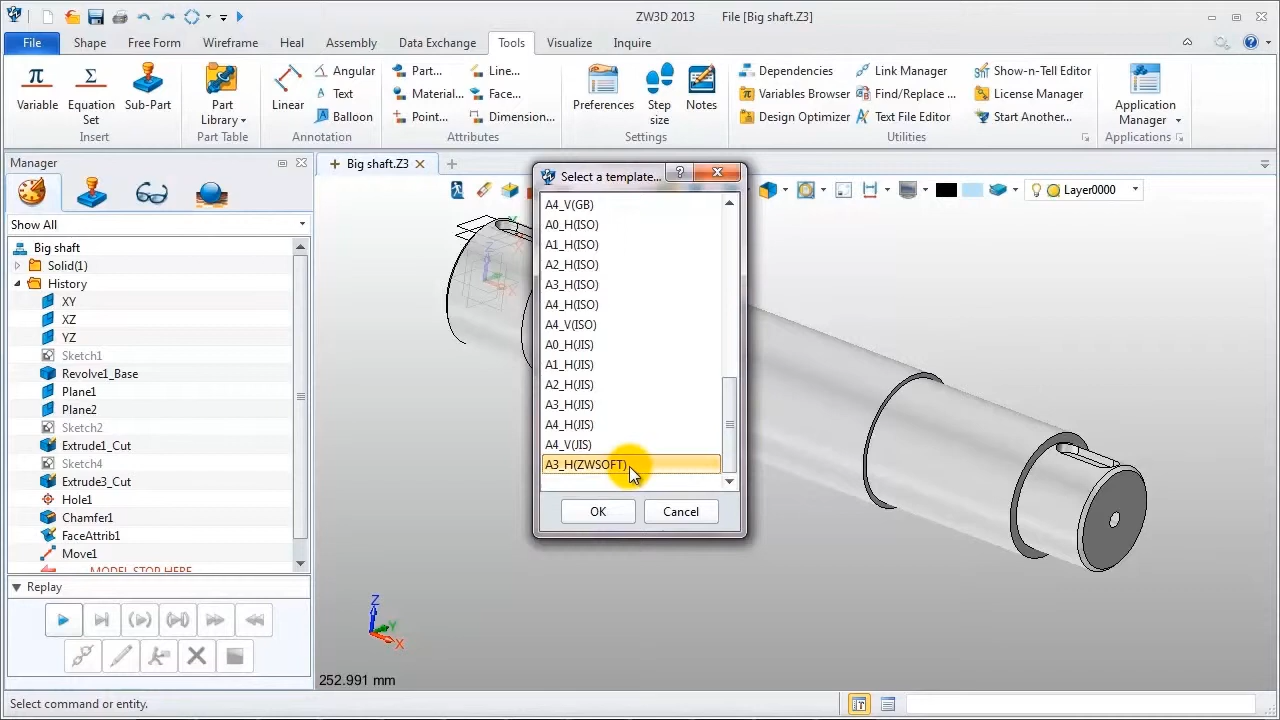 ZW3D 2013 File [Big shaft.Z3]
File Shape Free Form Wireframe Heal Assembly Data Exchange Tools Visualize Inquire
π Σ Angular Part... Line... Dependencies Link Manager Show-n-Tell Editor
A Text Material... Face... Variables Browser Find/Replace ... License Manager
Variable Equation Set Sub-Part Part Library Linear Balloon Point... Dimension... Preferences Step size Notes Design Optimizer Text File Editor Start Another... Application Manager
Insert Part Table Annotation Attributes Settings Utilities Applications
Manager
Big shaft.Z3
Select a template...
Layer0000
Show All
Big shaft
Solid(1)
History
XY
XZ
YZ
Sketch1
Revolve1_Base
Plane1
Plane2
Sketch2
Extrude1_Cut
Sketch4
Extrude3_Cut
Hole1
Chamfer1
FaceAttrib1
Move1
MODEL STOP HERE
Replay
A4_V(GB)
A0_H(ISO)
A1_H(ISO)
A2_H(ISO)
A3_H(ISO)
A4_H(ISO)
A4_V(ISO)
A0_H(JIS)
A1_H(JIS)
A2_H(JIS)
A3_H(JIS)
A4_H(JIS)
A4_V(JIS)
A3_H(ZWSOFT)
OK Cancel
Z
Y
X
252.991 mm
Select command or entity.